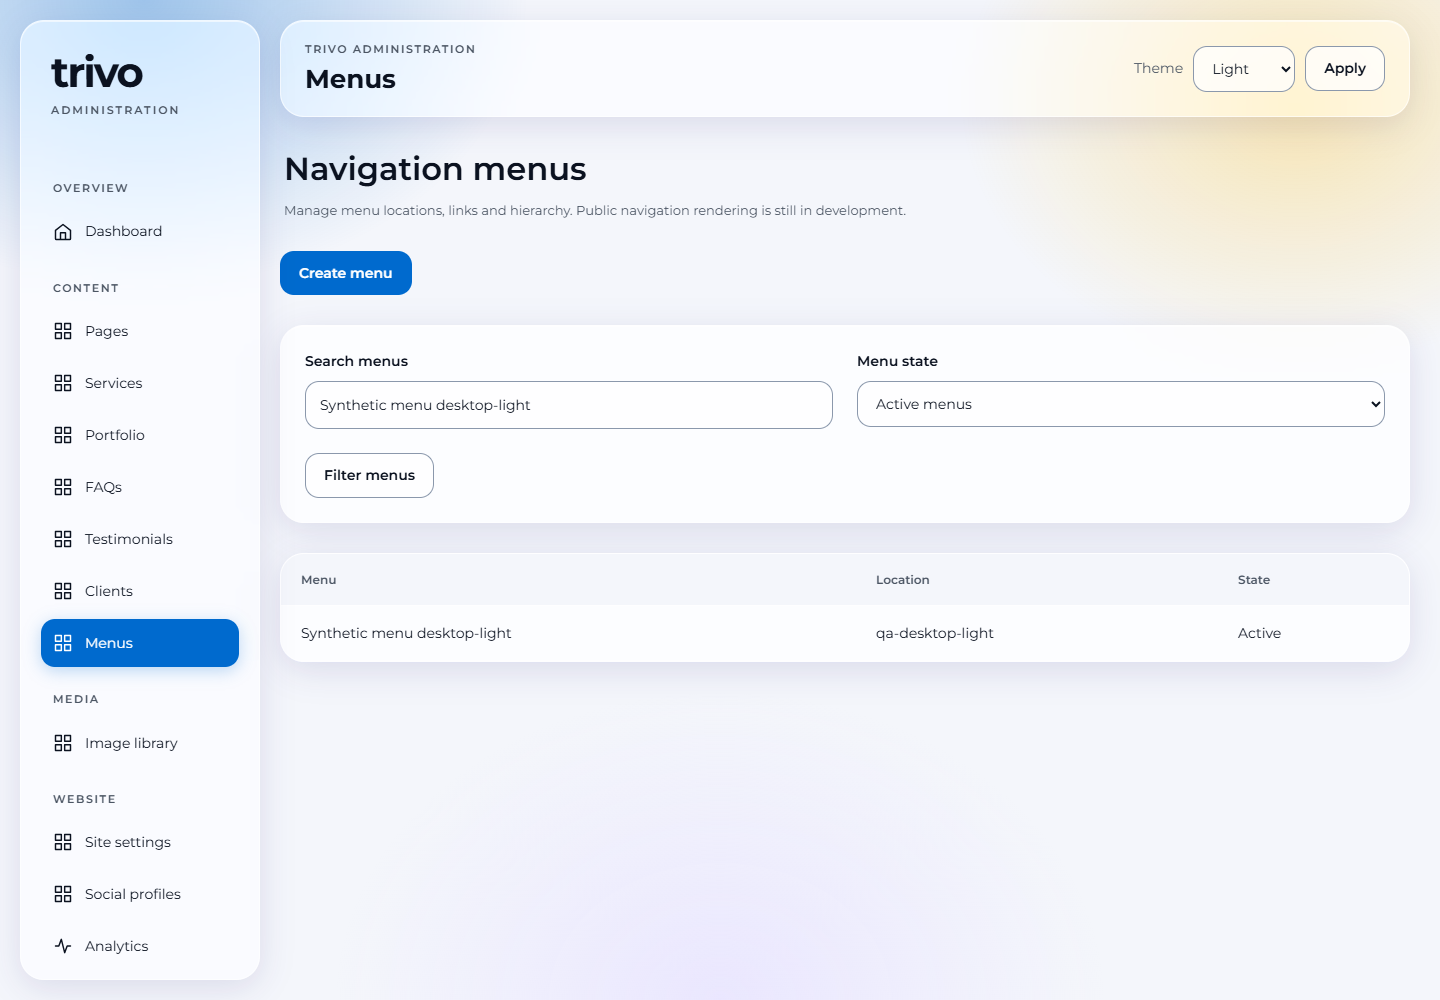 trivo
ADMINISTRATION
OVERVIEW
Dashboard
CONTENT
Pages
Services
Portfolio
FAQs
Testimonials
Clients
Menus
MEDIA
Image library
WEBSITE
Site settings
Social profiles
Analytics
TRIVO ADMINISTRATION
Menus
Theme
Light
Apply
Navigation menus
Manage menu locations, links and hierarchy. Public navigation rendering is still in development.
Create menu
Search menus
Menu state
Synthetic menu desktop-light
Active menus
Filter menus
Menu Location State
Synthetic menu desktop-light qa-desktop-light Active